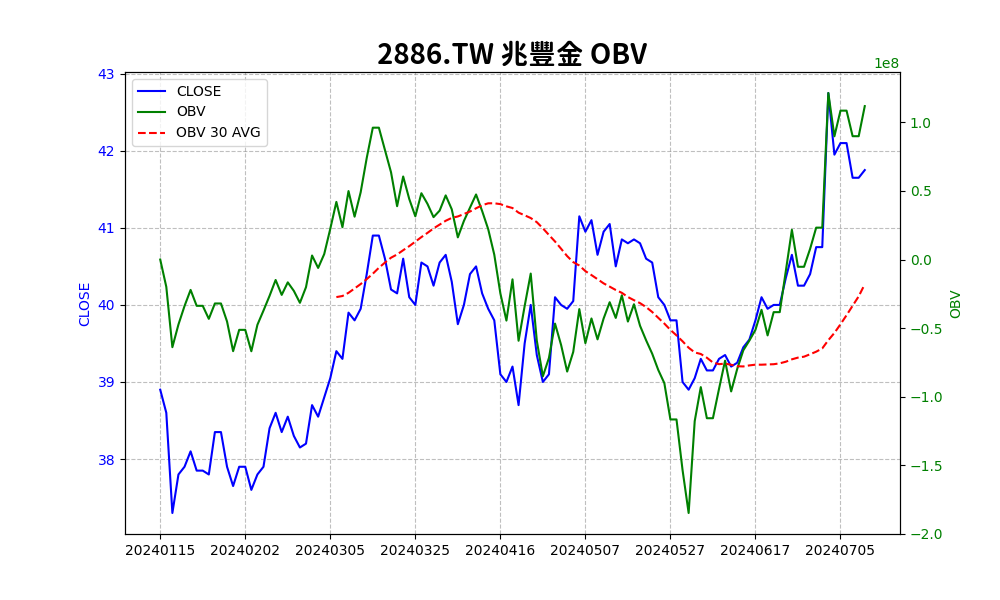 2886.TW 兆豐金 OBV
1e8
CLOSE
OBV
OBV 30 AVG
43
42
41
40
39
38
CLOSE
1.0
0.5
0.0
−0.5
−1.0
−1.5
−2.0
OBV
20240115 20240202 20240305 20240325 20240416 20240507 20240527 20240617 20240705